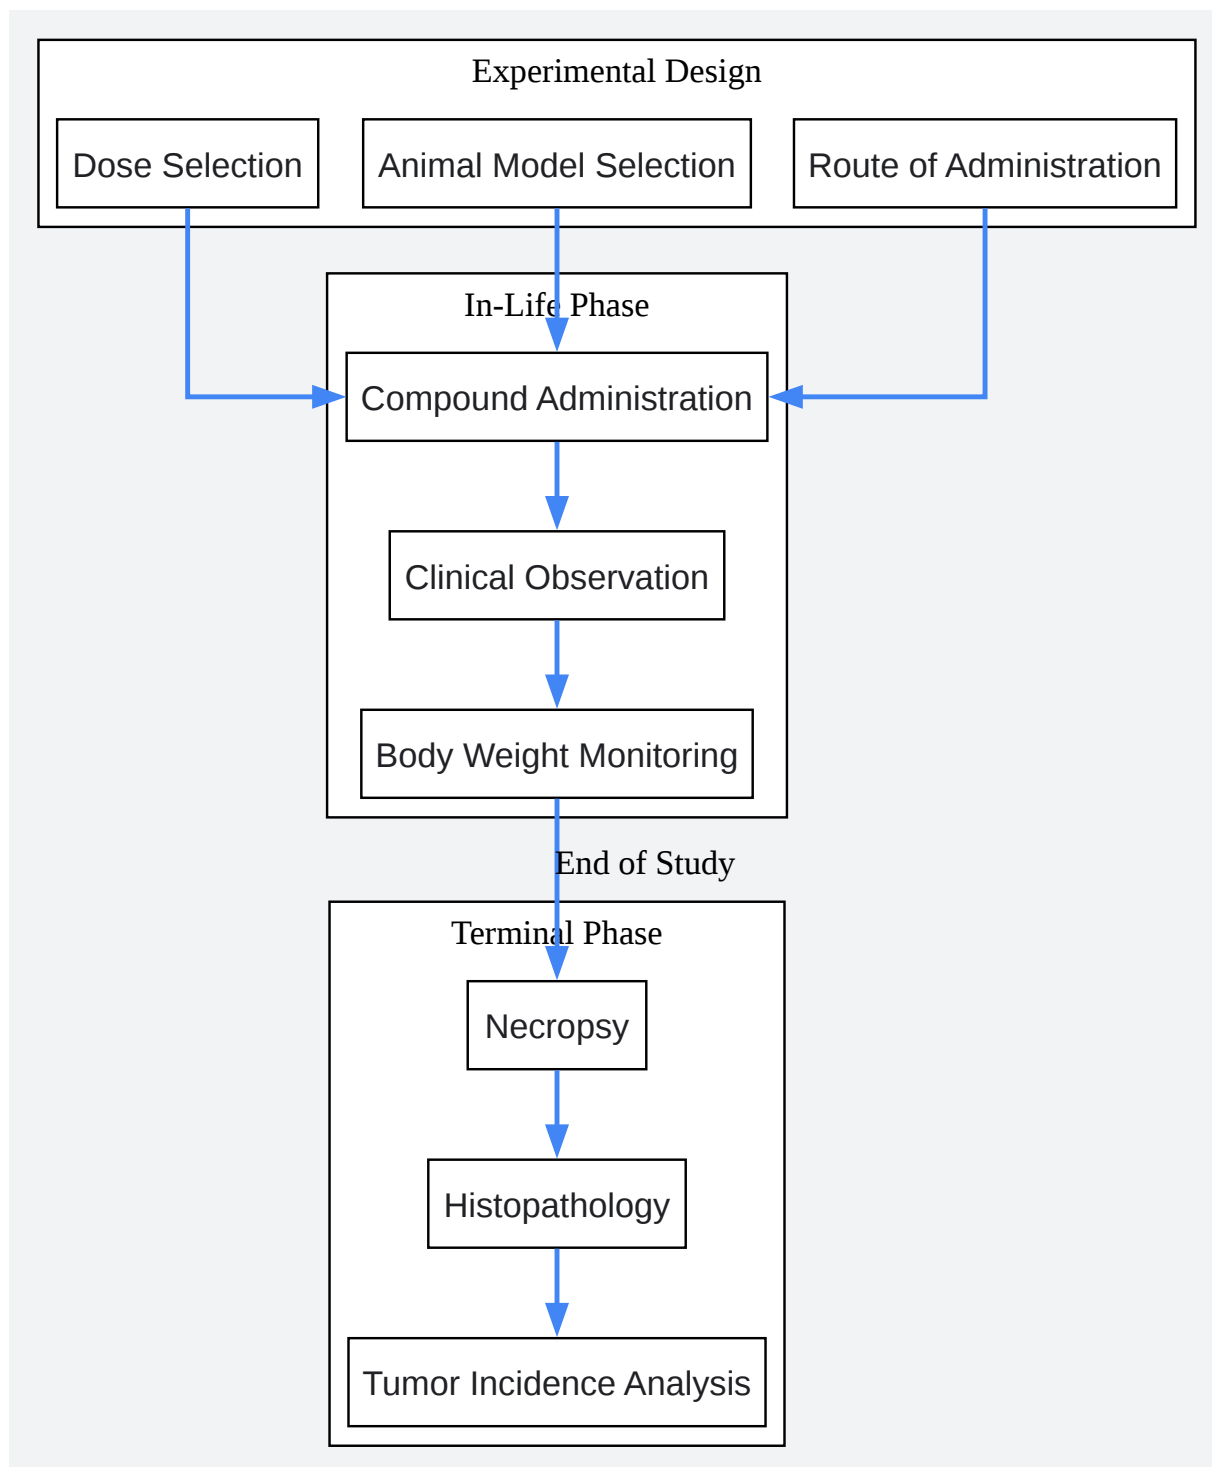 Experimental Design
Dose Selection
Animal Model Selection
Route of Administration
In-Life Phase
Compound Administration
Clinical Observation
Body Weight Monitoring
End of Study
Terminal Phase
Necropsy
Histopathology
Tumor Incidence Analysis